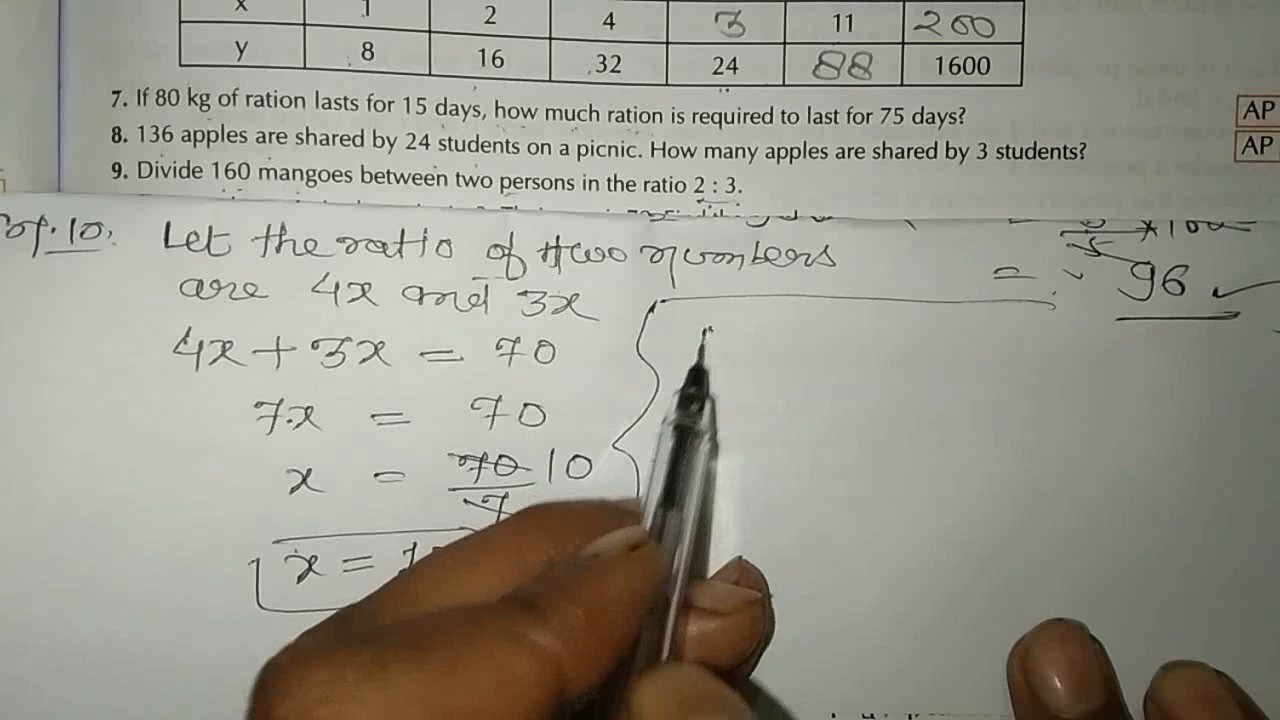 x 1 2 4 3 11 200
y 8 16 32 24 88 1600
7. If 80 kg of ration lasts for 15 days, how much ration is required to last for 75 days? AP
8. 136 apples are shared by 24 students on a picnic. How many apples are shared by 3 students? AP
9. Divide 160 mangoes between two persons in the ratio 2 : 3.
10. Let the ratio of two numbers
are 4x and 3x
4x + 3x = 70
7x = 70
x = 70/7 10
x =
= 96